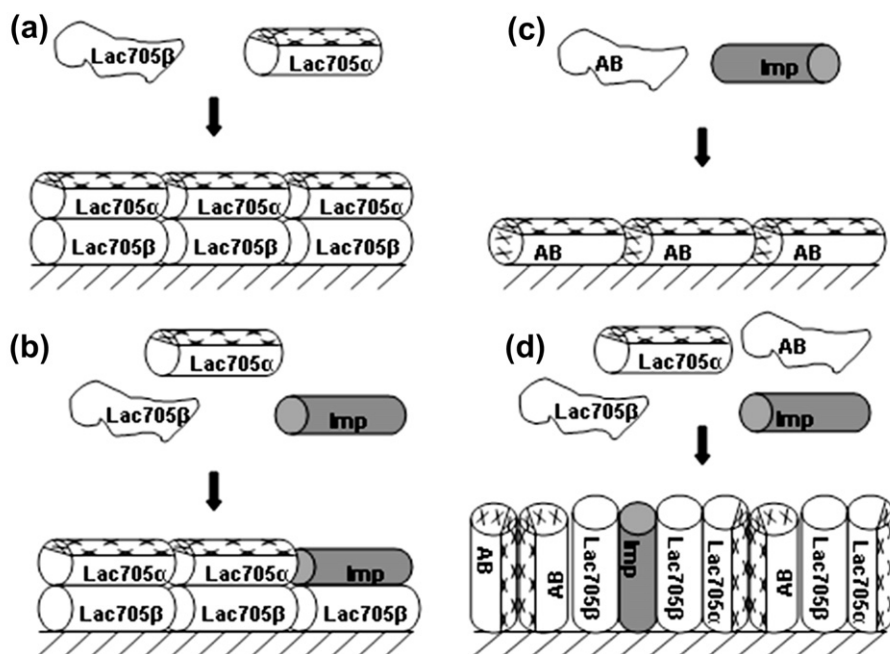 (a)
Lac705β
Lac705α
Lac705α Lac705α Lac705α
Lac705β Lac705β Lac705β
(b)
Lac705α
Lac705β
Imp
Lac705α Lac705α Imp
Lac705β Lac705β Lac705β
(c)
AB
Imp
AB AB AB
(d)
Lac705α
AB
Lac705β
Imp
AB AB Lac705β Imp Lac705β Lac705α AB Lac705β Lac705α